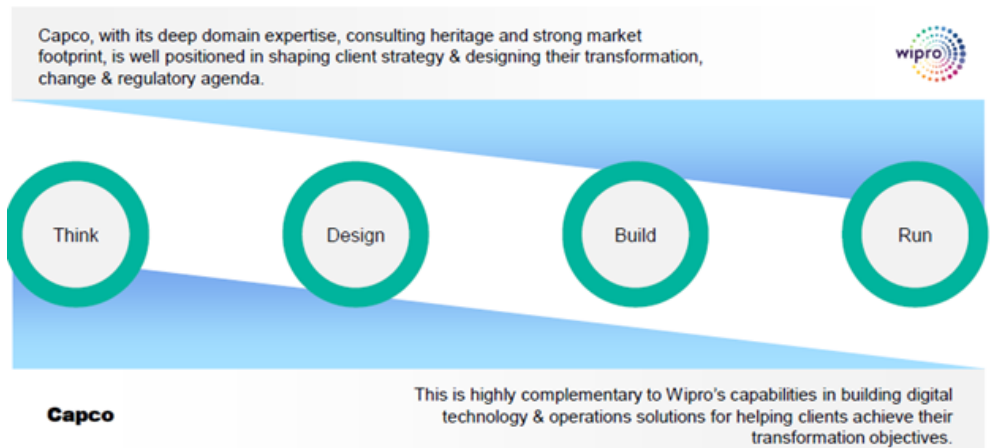 Capco, with its deep domain expertise, consulting heritage and strong market
footprint, is well positioned in shaping client strategy & designing their transformation,
change & regulatory agenda.
wipro
Think
Design
Build
Run
Capco
This is highly complementary to Wipro's capabilities in building digital
technology & operations solutions for helping clients achieve their
transformation objectives.